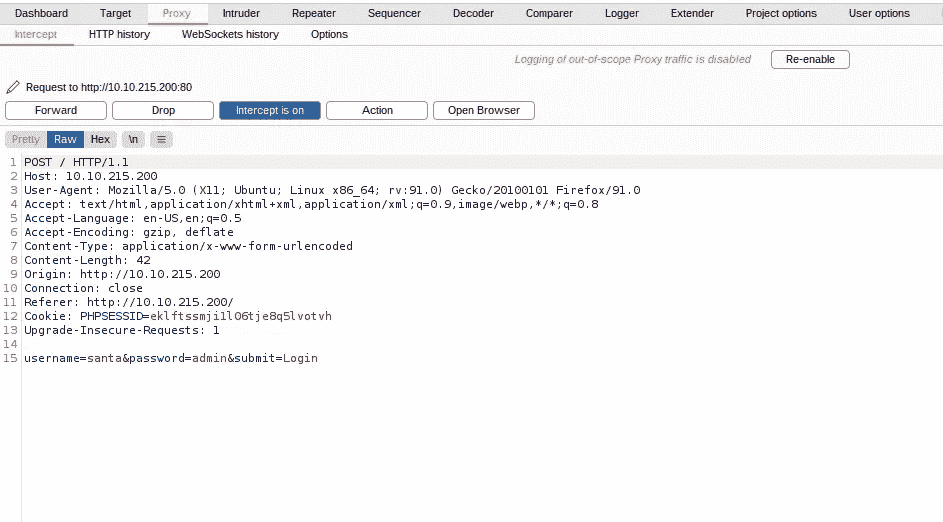 Dashboard Target Proxy Intruder Repeater Sequencer Decoder Comparer Logger Extender Project options User options
Intercept HTTP history WebSockets history Options
Logging of out-of-scope Proxy traffic is disabled Re-enable
Request to http://10.10.215.200:80
Forward Drop Intercept is on Action Open Browser
Pretty Raw Hex \n
1 POST / HTTP/1.1
2 Host: 10.10.215.200
3 User-Agent: Mozilla/5.0 (X11; Ubuntu; Linux x86_64; rv:91.0) Gecko/20100101 Firefox/91.0
4 Accept: text/html,application/xhtml+xml,application/xml;q=0.9,image/webp,*/*;q=0.8
5 Accept-Language: en-US,en;q=0.5
6 Accept-Encoding: gzip, deflate
7 Content-Type: application/x-www-form-urlencoded
8 Content-Length: 42
9 Origin: http://10.10.215.200
10 Connection: close
11 Referer: http://10.10.215.200/
12 Cookie: PHPSESSID=eklftssmji1l06tje8q5lvotvh
13 Upgrade-Insecure-Requests: 1
14
15 username=santa&password=admin&submit=Login